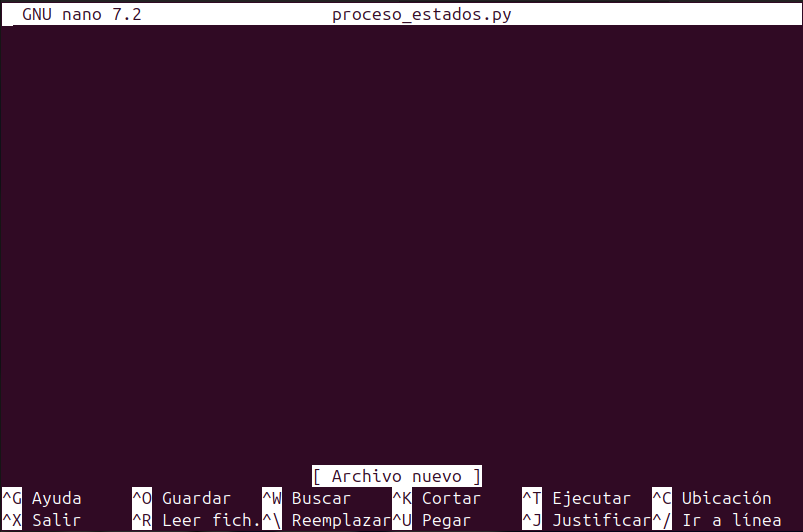 GNU nano 7.2 proceso_estados.py
[ Archivo nuevo ]
^G Ayuda ^O Guardar ^W Buscar ^K Cortar ^T Ejecutar ^C Ubicación
^X Salir ^R Leer fich. ^\ Reemplazar ^U Pegar ^J Justificar ^/ Ir a línea